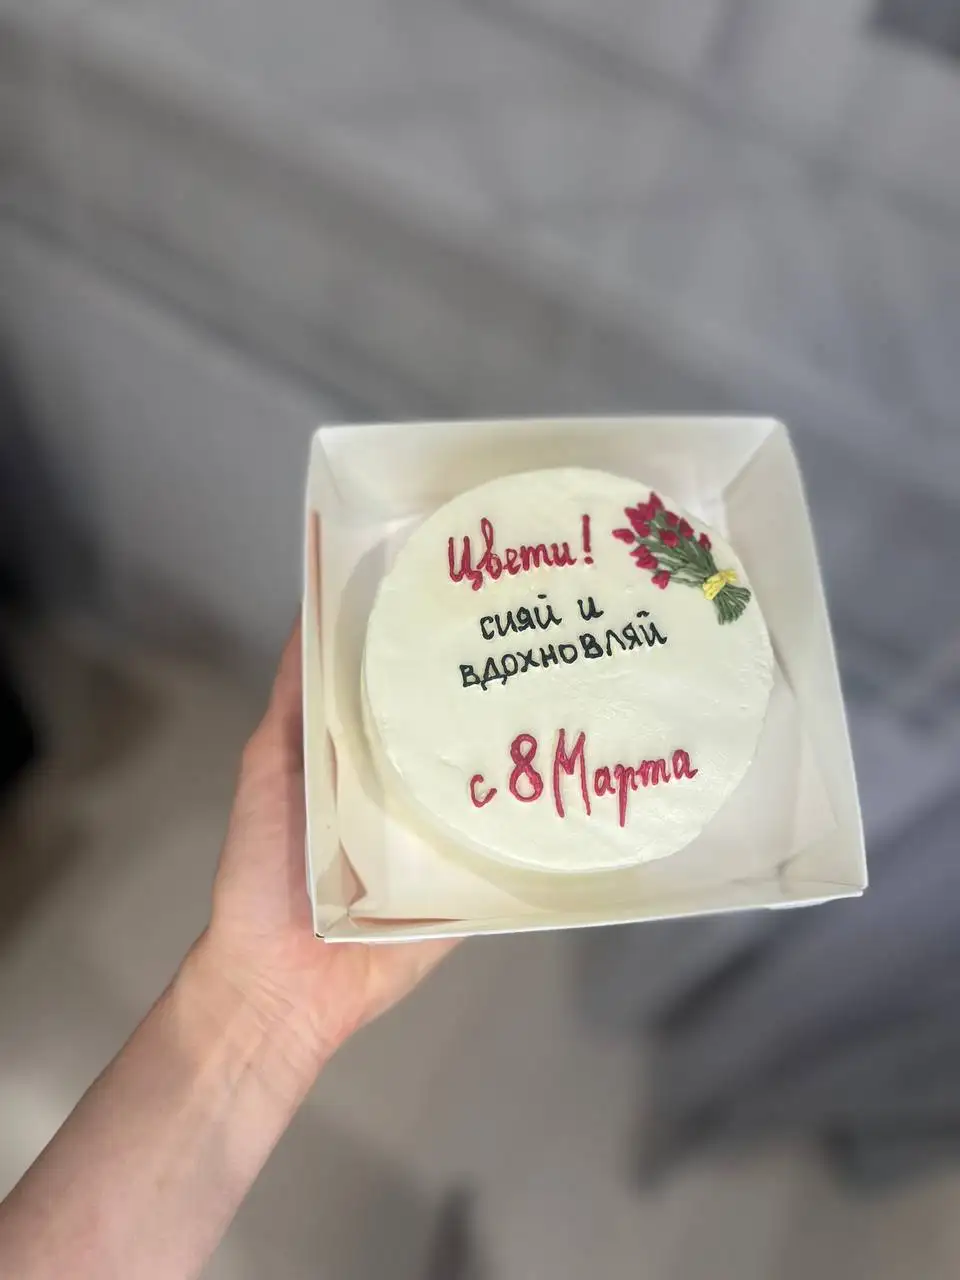 Цвети!
сияй и
вдохновляй
с 8 Марта